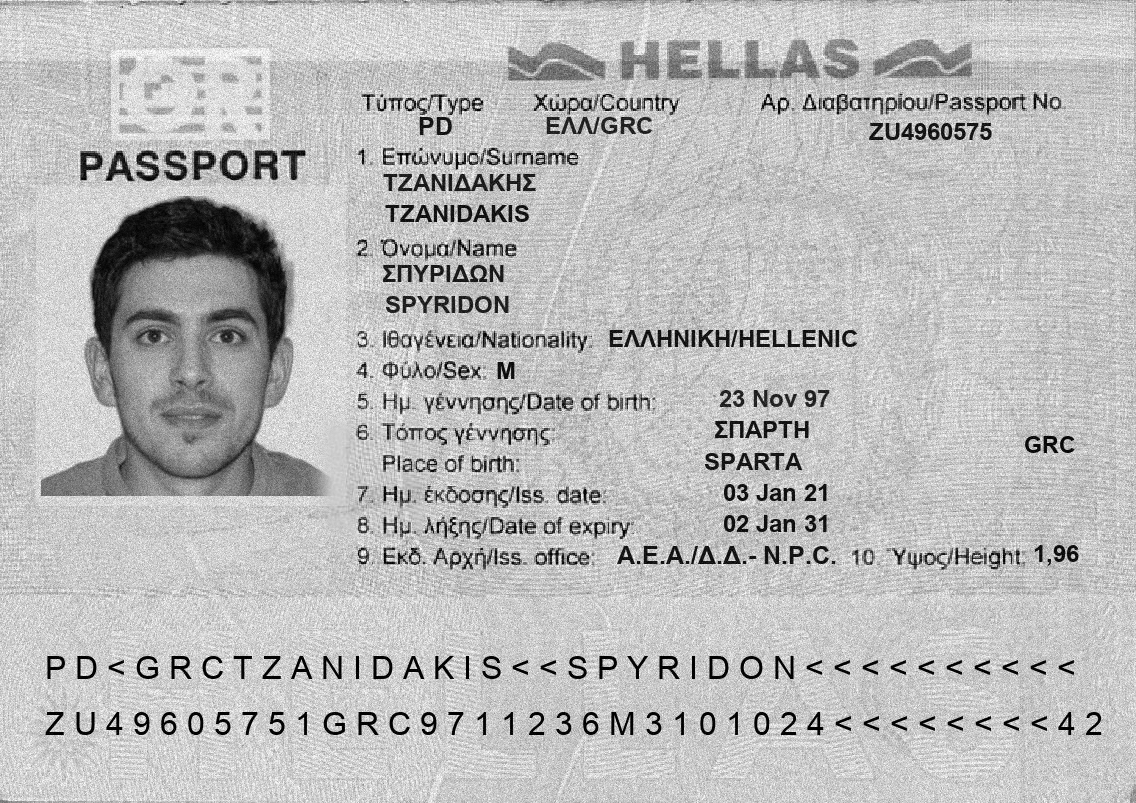 GR
HELLAS
PASSPORT
Τύπος/Type Χώρα/Country Αρ. Διαβατηρίου/Passport No.
PD ΕΛΛ/GRC ZU4960575
1. Επώνυμο/Surname
ΤΖΑΝΙΔΑΚΗΣ
TZANIDAKIS
2. Όνομα/Name
ΣΠΥΡΙΔΩΝ
SPYRIDON
3. Ιθαγένεια/Nationality: ΕΛΛΗΝΙΚΗ/HELLENIC
4. Φύλο/Sex: M
5. Ημ. γέννησης/Date of birth: 23 Nov 97
6. Τόπος γέννησης: ΣΠΑΡΤΗ
Place of birth: SPARTA GRC
7. Ημ. έκδοσης/Iss. date: 03 Jan 21
8. Ημ. λήξης/Date of expiry: 02 Jan 31
9. Εκδ. Αρχή/Iss. office: Α.Ε.Α./Δ.Δ.- N.P.C. 10. Ύψος/Height: 1,96
PD<GRCTZANIDAKIS<<SPYRIDON<<<<<<<<<<
ZU49605751GRC9711236M3101024<<<<<<<<42
HELLAS